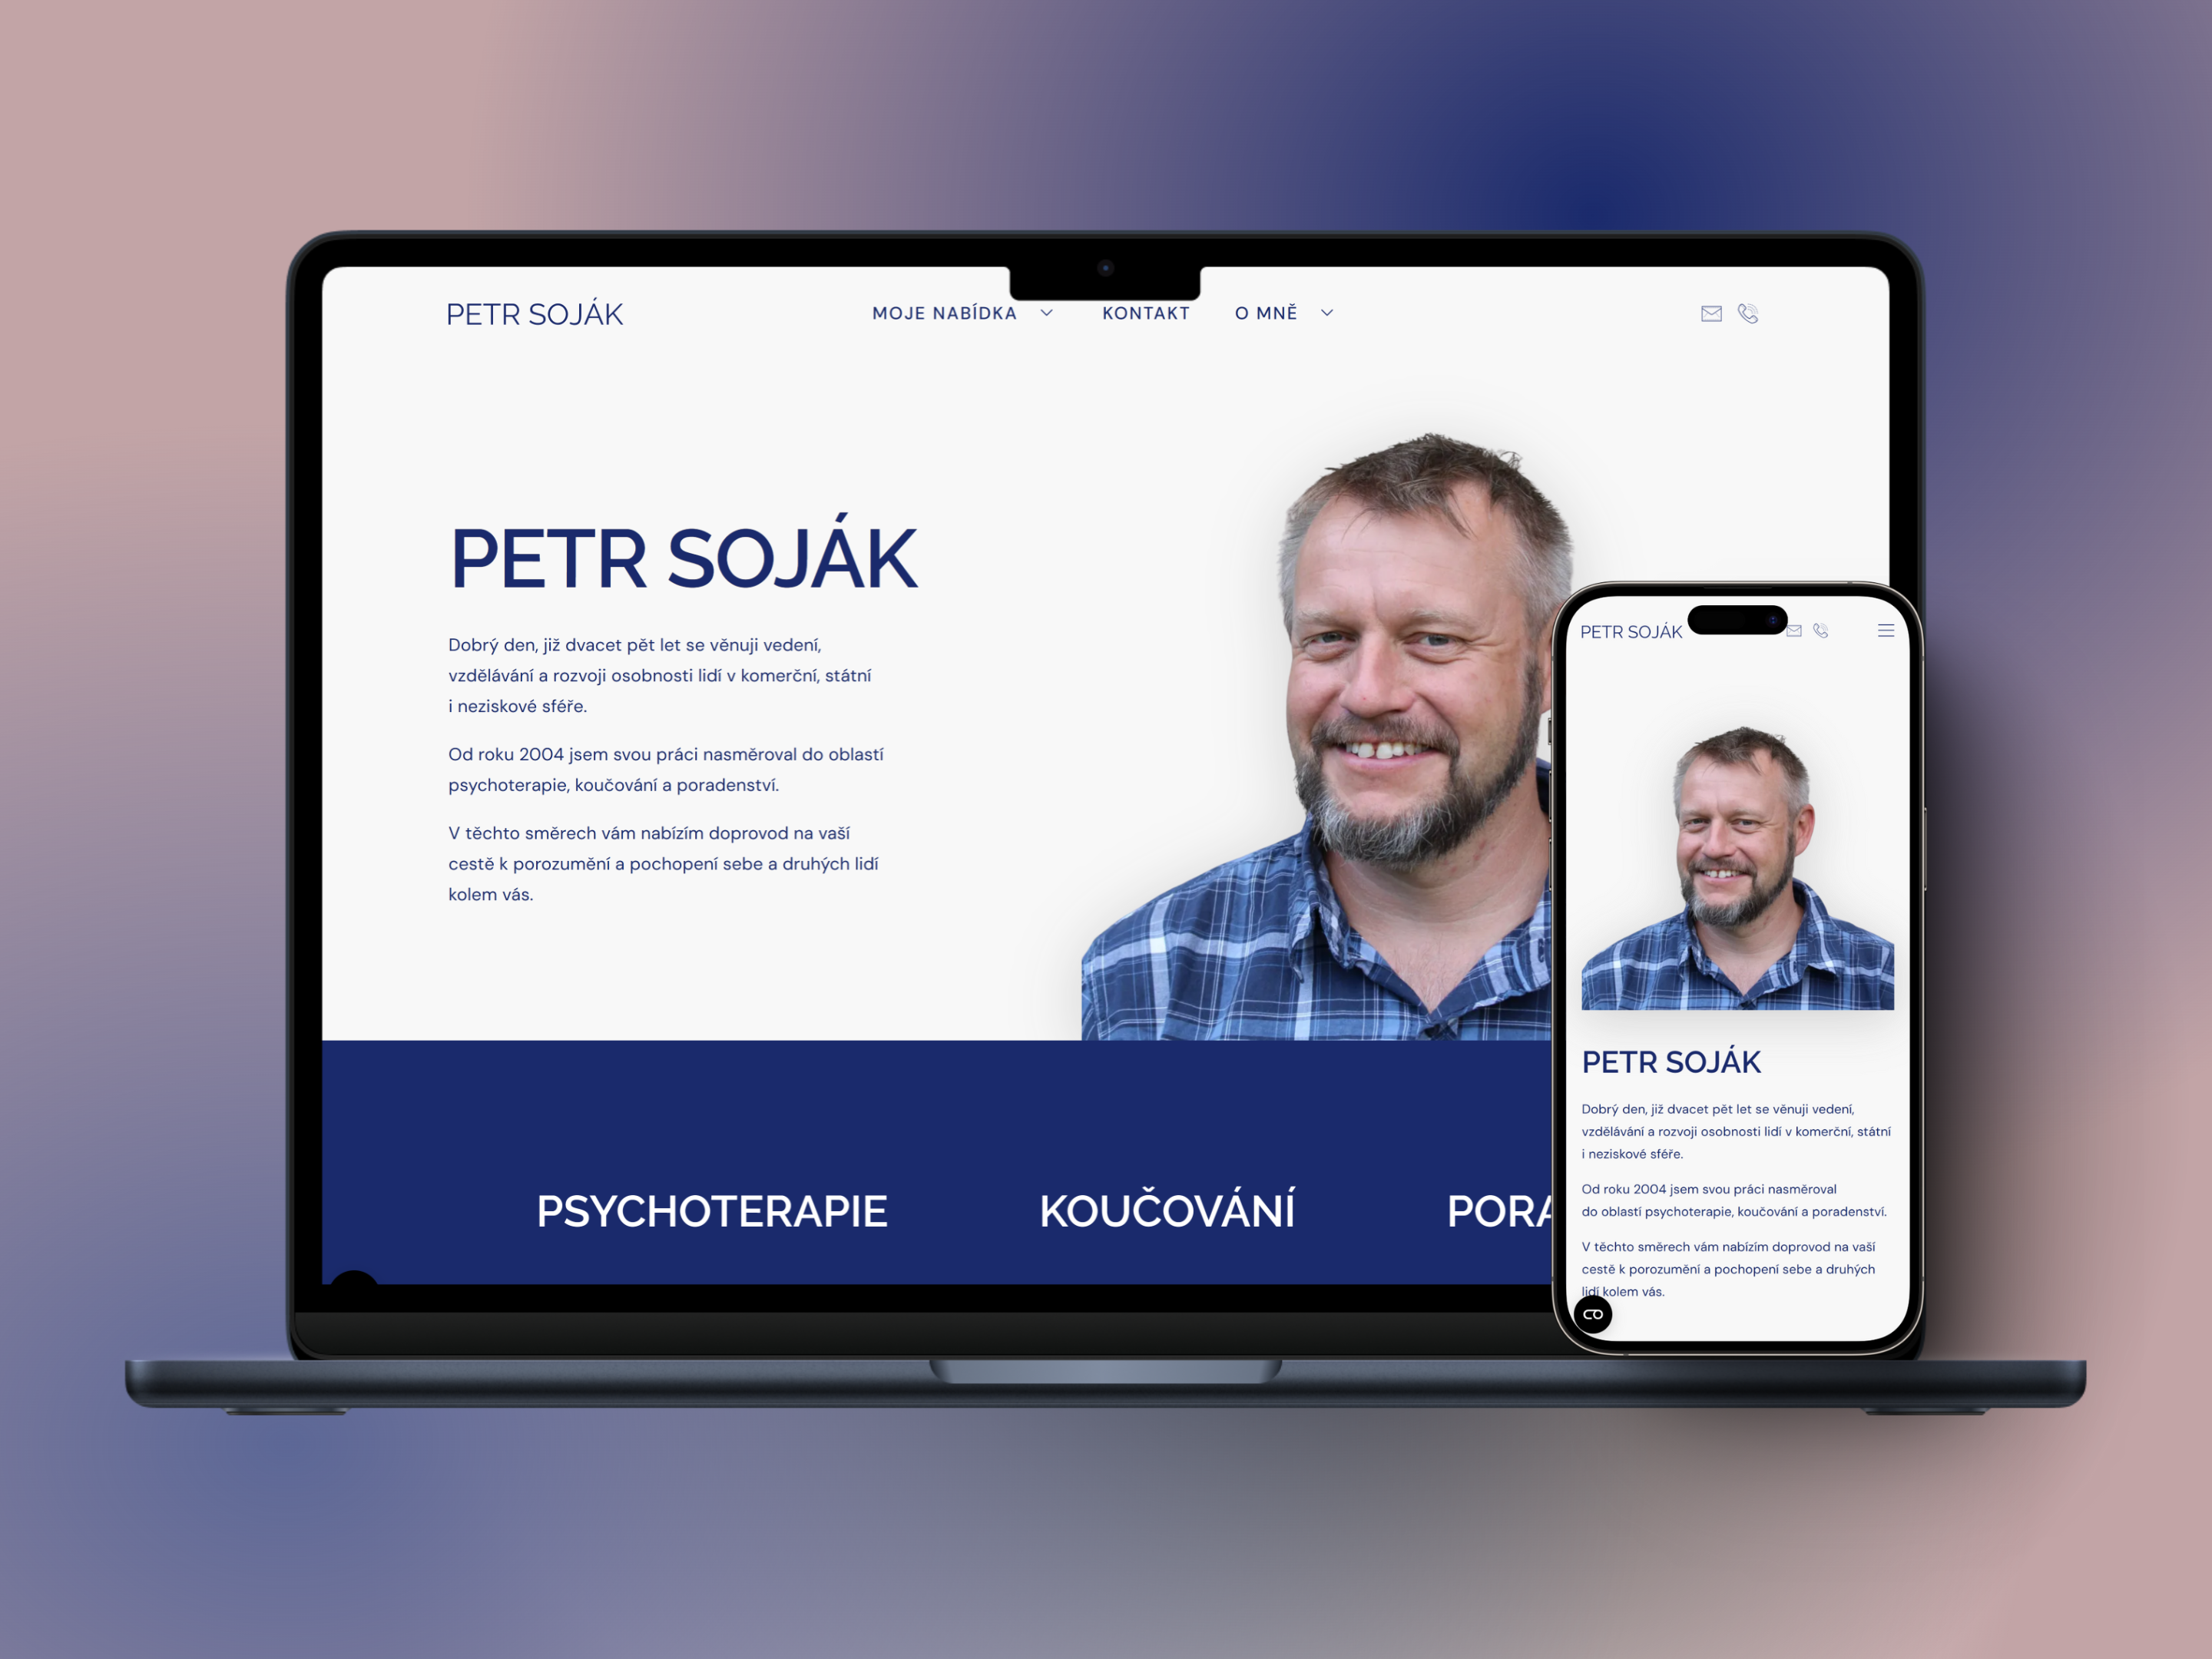 PETR SOJÁK
MOJE NABÍDKA
KONTAKT
O MNĚ
PETR SOJÁK
Dobrý den, již dvacet pět let se věnuji vedení,
vzdělávání a rozvoji osobnosti lidí v komerční, státní
i neziskové sféře.
Od roku 2004 jsem svou práci nasměroval do oblastí
psychoterapie, koučování a poradenství.
V těchto směrech vám nabízím doprovod na vaší
cestě k porozumění a pochopení sebe a druhých lidí
kolem vás.
PSYCHOTERAPIE
KOUČOVÁNÍ
PETR SOJÁK
PETR SOJÁK
Dobrý den, již dvacet pět let se věnuji vedení,
vzdělávání a rozvoji osobnosti lidí v komerční, státní
i neziskové sféře.
Od roku 2004 jsem svou práci nasměroval
do oblastí psychoterapie, koučování a poradenství.
V těchto směrech vám nabízím doprovod na vaší
cestě k porozumění a pochopení sebe a druhých
lidí kolem vás.